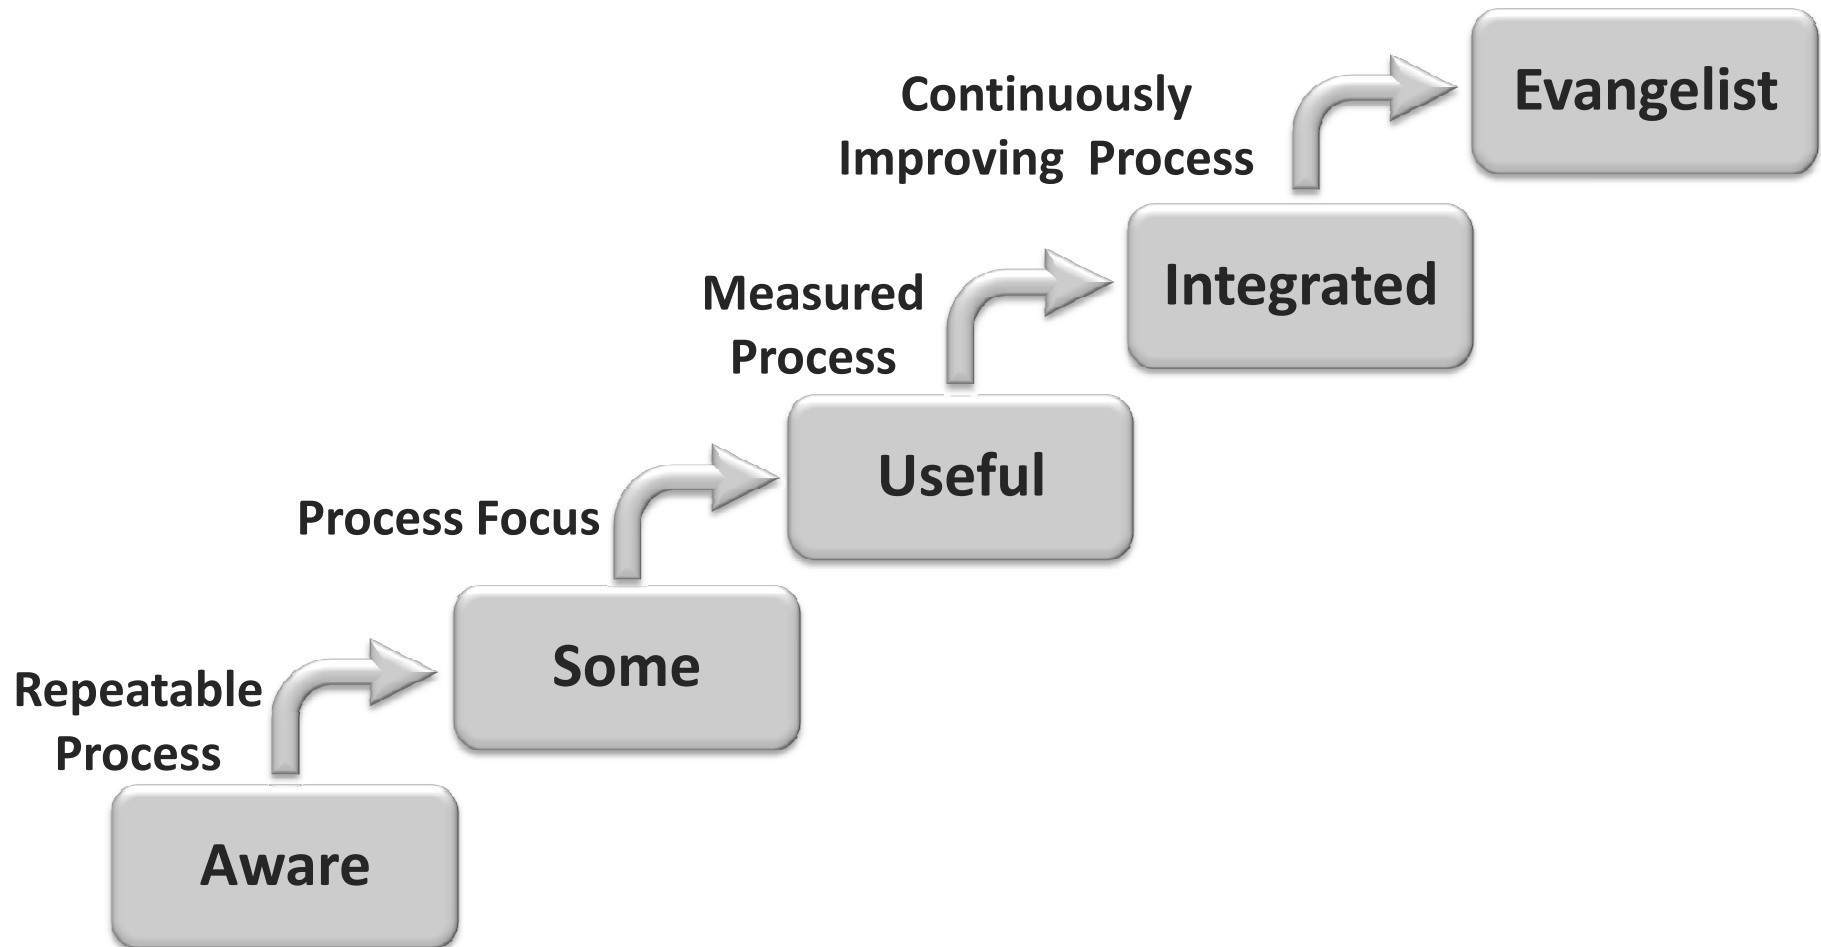 Continuously
Improving  Process
Evangelist
Measured
Process
Integrated
Process Focus
Useful
Repeatable
Process
Some
Aware